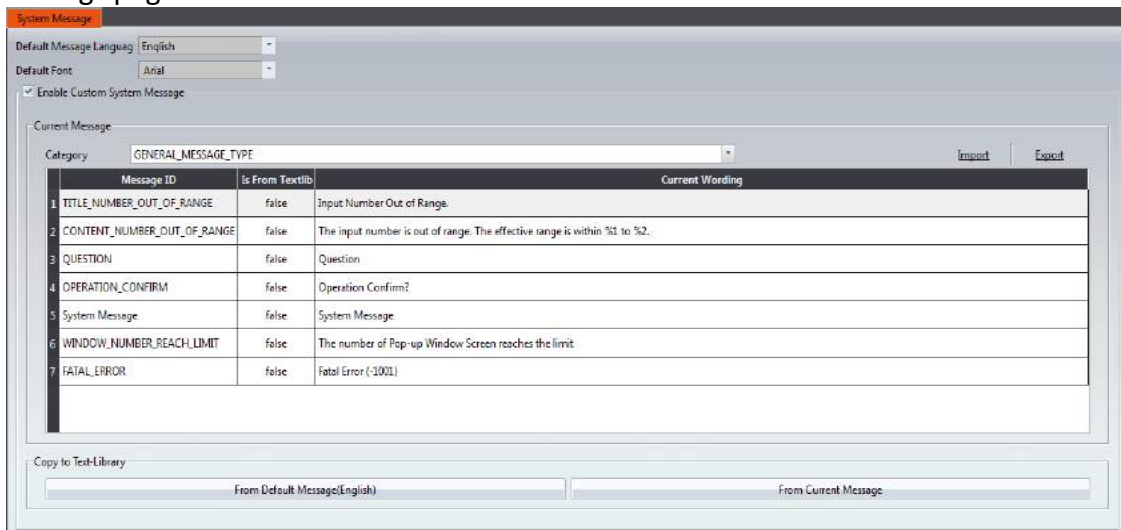 System Message
Default Message Languag English
Default Font Arial
Enable Custom System Message
Current Message
Category GENERAL_MESSAGE_TYPE Import Export
Message ID Is From Textlib Current Wording
1 TITLE_NUMBER_OUT_OF_RANGE false Input Number Out of Range.
2 CONTENT_NUMBER_OUT_OF_RANGE false The input number is out of range. The effective range is within %1 to %2.
3 QUESTION false Question
4 OPERATION_CONFIRM false Operation Confirm?
5 System Message false System Message
6 WINDOW_NUMBER_REACH_LIMIT false The number of Pop-up Window Screen reaches the limit
7 FATAL_ERROR false Fatal Error (-1001)
Copy to Text-Library
From Default Message(English) From Current Message